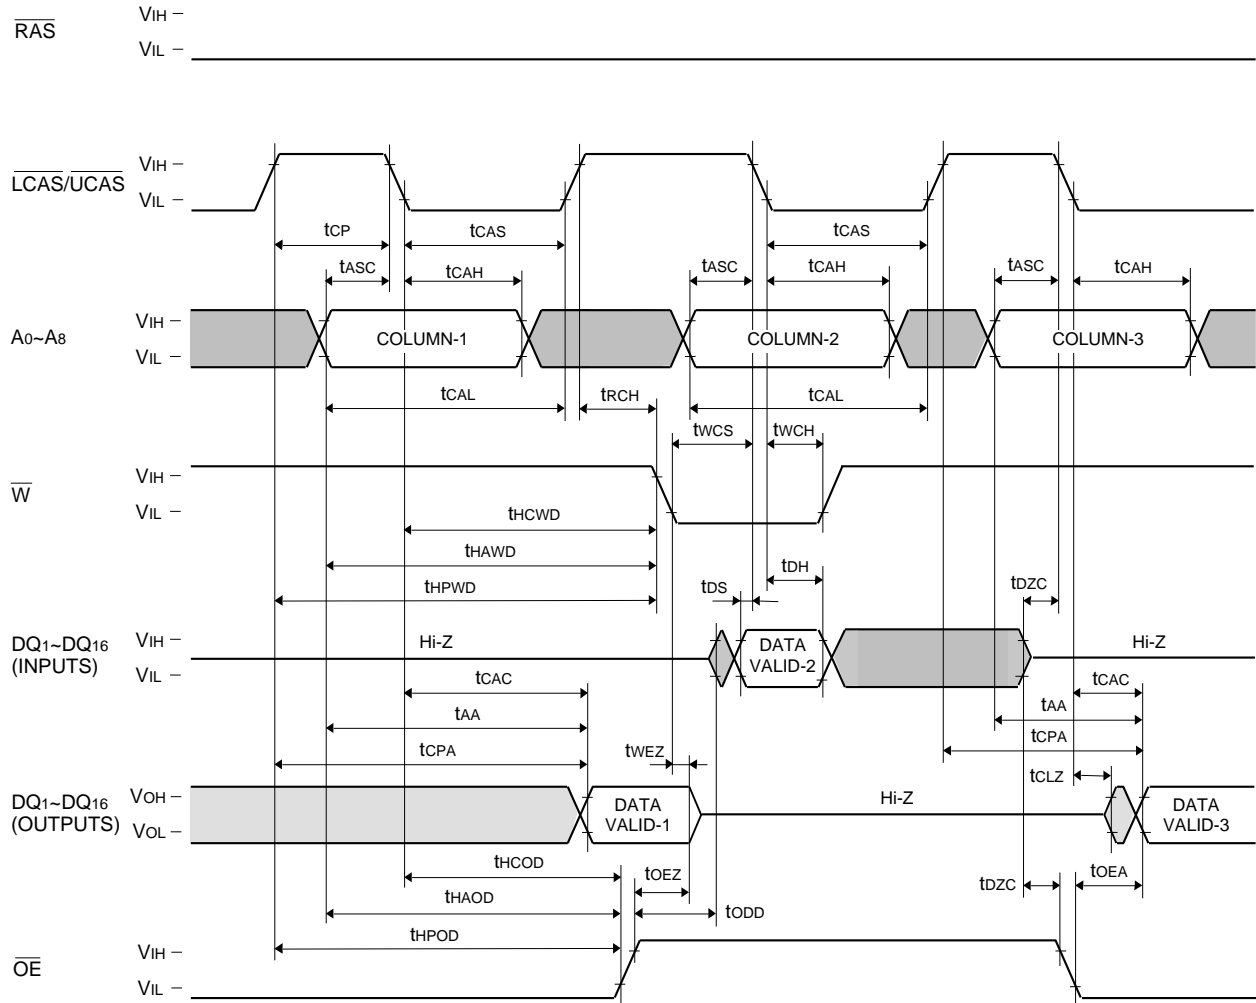 RAS
VIH
VIL
LCAS/UCAS
VIH
VIL
tCP
tCAS
tCAS
tASC
tCAH
tASC
tCAH
tASC
tCAH
A0~A8
VIH
VIL
COLUMN-1
COLUMN-2
COLUMN-3
tCAL
tRCH
tCAL
tWCS
tWCH
W
VIH
VIL
tHCWD
tHAWD
tHPWD
tDS
tDH
tDZC
DQ1~DQ16
(INPUTS)
VIH
VIL
Hi-Z
DATA
VALID-2
Hi-Z
tCAC
tAA
tCPA
tWEZ
tCAC
tAA
tCPA
tCLZ
DQ1~DQ16
(OUTPUTS)
VOH
VOL
DATA
VALID-1
Hi-Z
DATA
VALID-3
tHCOD
tHAOD
tHPOD
tOEZ
tODD
tDZC
tOEA
OE
VIH
VIL